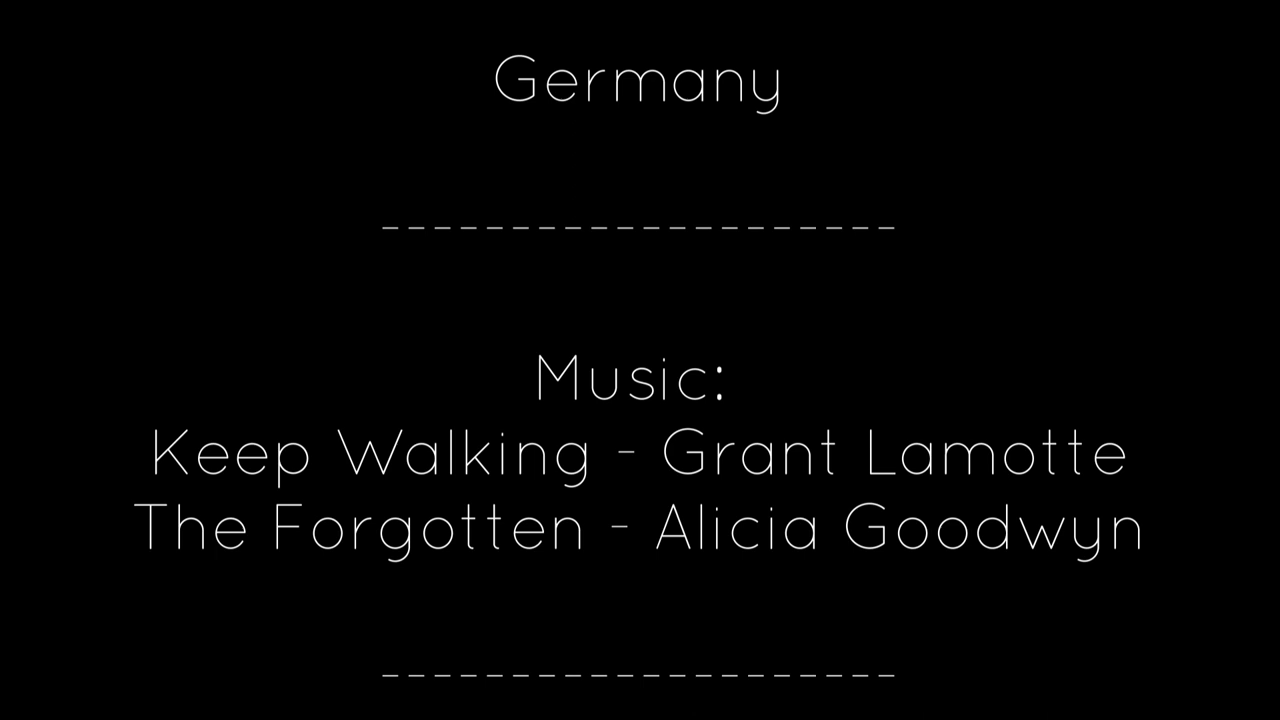 Germany
--------------------
Music:
Keep Walking - Grant Lamotte
The Forgotten - Alicia Goodwyn
--------------------